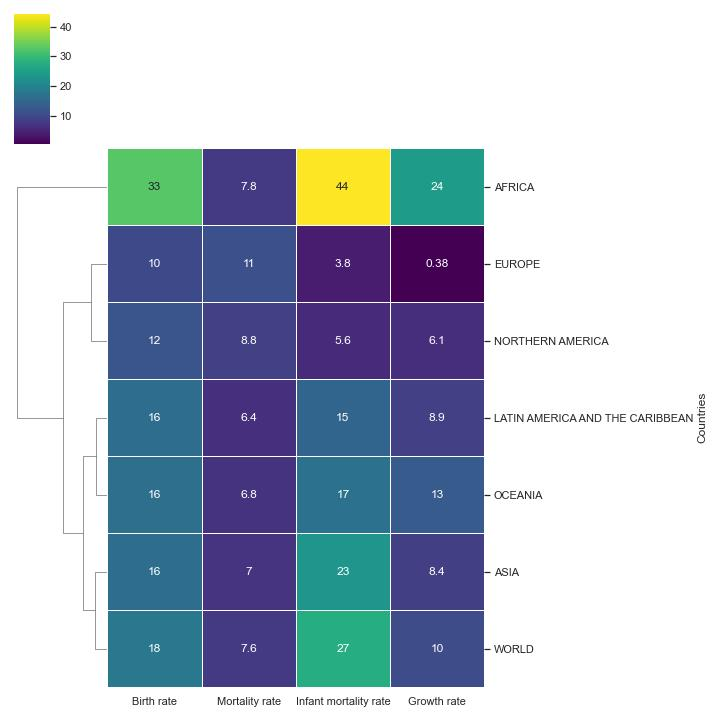 40
30
20
10
33 7.8 44 24 AFRICA
10 11 3.8 0.38 EUROPE
12 8.8 5.6 6.1 NORTHERN AMERICA
16 6.4 15 8.9 LATIN AMERICA AND THE CARIBBEAN
Countries
16 6.8 17 13 OCEANIA
16 7 23 8.4 ASIA
18 7.6 27 10 WORLD
Birth rate Mortality rate Infant mortality rate Growth rate